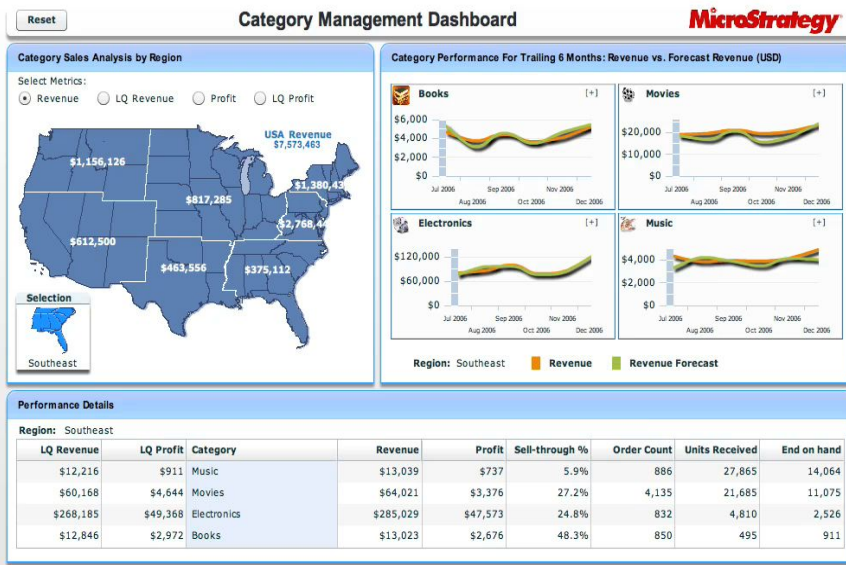 Reset
Category Management Dashboard
MicroStrategy
Category Sales Analysis by Region
Select Metrics:
Revenue LQ Revenue Profit LQ Profit
USA Revenue
$7,573,463
$1,156,126
$1,380,43
$817,285
$2,768,4
$612,500
$463,556
$375,112
Selection
Southeast
Category Performance For Trailing 6 Months: Revenue vs. Forecast Revenue (USD)
Books [+]
$6,000
$4,000
$2,000
$0
Jul 2006 Sep 2006 Nov 2006
Aug 2006 Oct 2006 Dec 2006
Movies [+]
$20,000
$10,000
$0
Jul 2006 Sep 2006 Nov 2006
Aug 2006 Oct 2006 Dec 2006
Electronics [+]
$120,000
$60,000
$0
Jul 2006 Sep 2006 Nov 2006
Aug 2006 Oct 2006 Dec 2006
Music [+]
$4,000
$2,000
$0
Jul 2006 Sep 2006 Nov 2006
Aug 2006 Oct 2006 Dec 2006
Region: Southeast Revenue Revenue Forecast
Performance Details
Region: Southeast
LQ Revenue LQ Profit Category Revenue Profit Sell-through % Order Count Units Received End on hand
$12,216 $911 Music $13,039 $737 5.9% 886 27,865 14,064
$60,168 $4,644 Movies $64,021 $3,376 27.2% 4,135 21,685 11,075
$268,185 $49,368 Electronics $285,029 $47,573 24.8% 832 4,810 2,526
$12,846 $2,972 Books $13,023 $2,676 48.3% 850 495 911